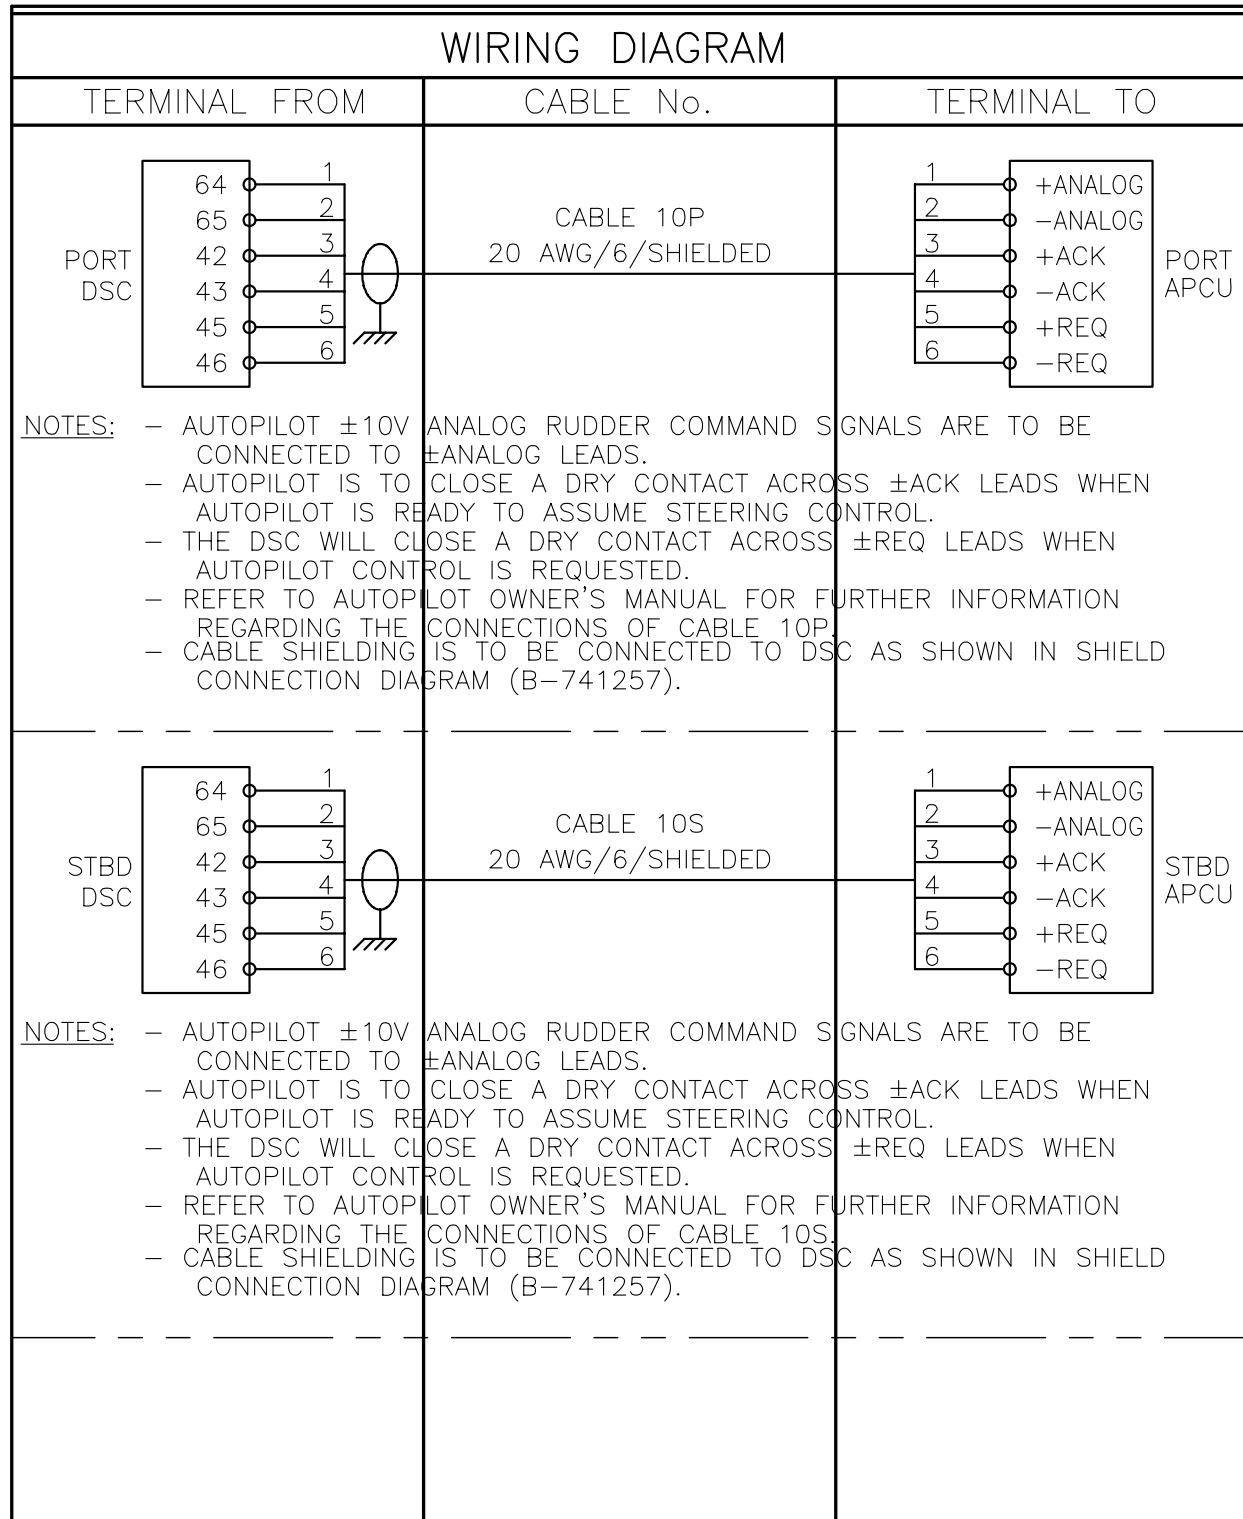 WIRING DIAGRAM
TERMINAL FROM
CABLE No.
TERMINAL TO
PORT
DSC
64
65
42
43
45
46
1
2
3
4
5
6
CABLE 10P
20 AWG/6/SHIELDED
1
2
3
4
5
6
+ANALOG
−ANALOG
+ACK
−ACK
+REQ
−REQ
PORT
APCU
NOTES: − AUTOPILOT ±10V ANALOG RUDDER COMMAND SIGNALS ARE TO BE
CONNECTED TO ±ANALOG LEADS.
− AUTOPILOT IS TO CLOSE A DRY CONTACT ACROSS ±ACK LEADS WHEN
AUTOPILOT IS READY TO ASSUME STEERING CONTROL.
− THE DSC WILL CLOSE A DRY CONTACT ACROSS ±REQ LEADS WHEN
AUTOPILOT CONTROL IS REQUESTED.
− REFER TO AUTOPILOT OWNER'S MANUAL FOR FURTHER INFORMATION
REGARDING THE CONNECTIONS OF CABLE 10P.
− CABLE SHIELDING IS TO BE CONNECTED TO DSC AS SHOWN IN SHIELD
CONNECTION DIAGRAM (B−741257).
STBD
DSC
64
65
42
43
45
46
1
2
3
4
5
6
CABLE 10S
20 AWG/6/SHIELDED
1
2
3
4
5
6
+ANALOG
−ANALOG
+ACK
−ACK
+REQ
−REQ
STBD
APCU
NOTES: − AUTOPILOT ±10V ANALOG RUDDER COMMAND SIGNALS ARE TO BE
CONNECTED TO ±ANALOG LEADS.
− AUTOPILOT IS TO CLOSE A DRY CONTACT ACROSS ±ACK LEADS WHEN
AUTOPILOT IS READY TO ASSUME STEERING CONTROL.
− THE DSC WILL CLOSE A DRY CONTACT ACROSS ±REQ LEADS WHEN
AUTOPILOT CONTROL IS REQUESTED.
− REFER TO AUTOPILOT OWNER'S MANUAL FOR FURTHER INFORMATION
REGARDING THE CONNECTIONS OF CABLE 10S.
− CABLE SHIELDING IS TO BE CONNECTED TO DSC AS SHOWN IN SHIELD
CONNECTION DIAGRAM (B−741257).